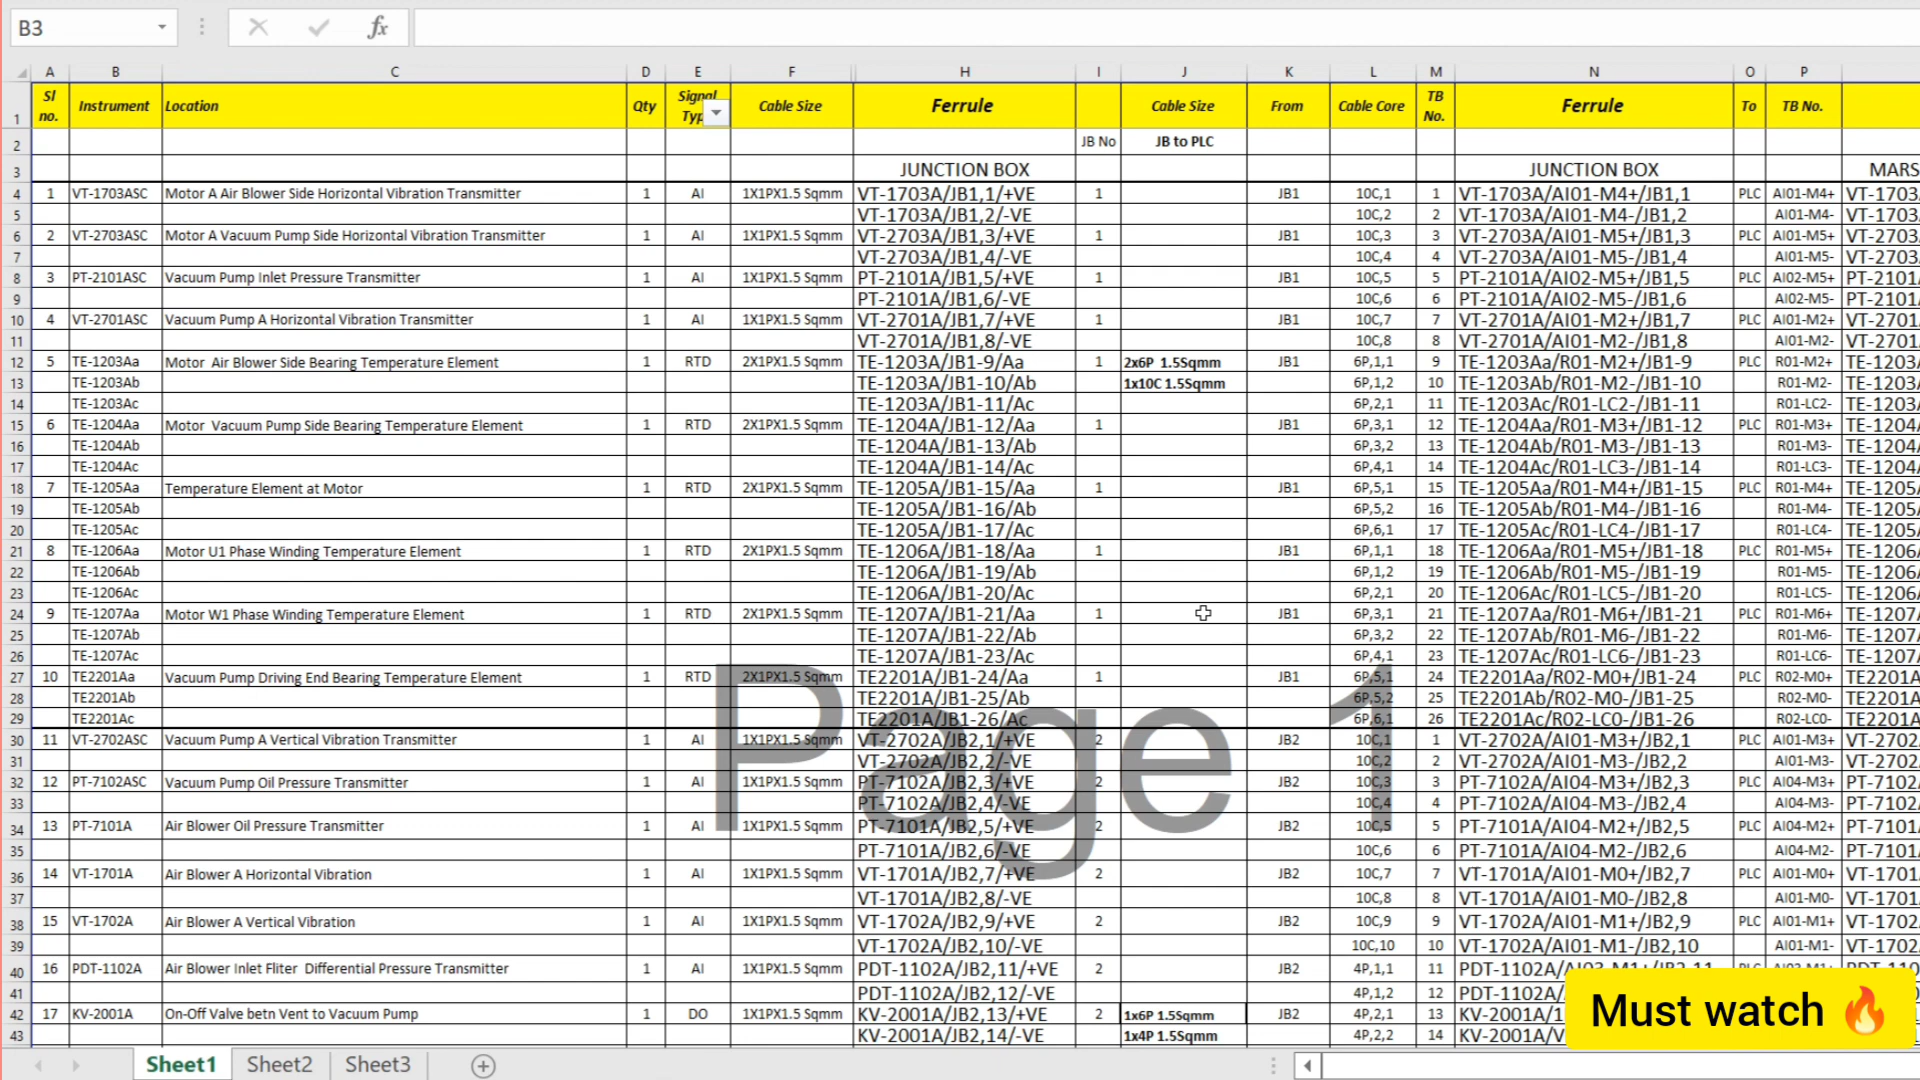 B3 fx
A B C D E F H I J K L M N O P
1 Sl no. Instrument Location Qty Signal Typ Cable Size Ferrule Cable Size From Cable Core TB No. Ferrule To TB No.
2 JB No JB to PLC
3 JUNCTION BOX JUNCTION BOX MARS
4 1 VT-1703ASC Motor A Air Blower Side Horizontal Vibration Transmitter 1 AI 1X1PX1.5 Sqmm VT-1703A/JB1,1/+VE 1 JB1 10C,1 1 VT-1703A/AI01-M4+/JB1,1 PLC AI01-M4+ VT-1703
5 VT-1703A/JB1,2/-VE 10C,2 2 VT-1703A/AI01-M4-/JB1,2 AI01-M4- VT-1703
6 2 VT-2703ASC Motor A Vacuum Pump Side Horizontal Vibration Transmitter 1 AI 1X1PX1.5 Sqmm VT-2703A/JB1,3/+VE 1 JB1 10C,3 3 VT-2703A/AI01-M5+/JB1,3 PLC AI01-M5+ VT-2703
7 VT-2703A/JB1,4/-VE 10C,4 4 VT-2703A/AI01-M5-/JB1,4 AI01-M5- VT-2703
8 3 PT-2101ASC Vacuum Pump Inlet Pressure Transmitter 1 AI 1X1PX1.5 Sqmm PT-2101A/JB1,5/+VE 1 JB1 10C,5 5 PT-2101A/AI02-M5+/JB1,5 PLC AI02-M5+ PT-2101
9 PT-2101A/JB1,6/-VE 10C,6 6 PT-2101A/AI02-M5-/JB1,6 AI02-M5- PT-2101
10 4 VT-2701ASC Vacuum Pump A Horizontal Vibration Transmitter 1 AI 1X1PX1.5 Sqmm VT-2701A/JB1,7/+VE 1 JB1 10C,7 7 VT-2701A/AI01-M2+/JB1,7 PLC AI01-M2+ VT-2701
11 VT-2701A/JB1,8/-VE 10C,8 8 VT-2701A/AI01-M2-/JB1,8 AI01-M2- VT-2701
12 5 TE-1203Aa Motor Air Blower Side Bearing Temperature Element 1 RTD 2X1PX1.5 Sqmm TE-1203A/JB1-9/Aa 1 2x6P 1.5Sqmm JB1 6P,1,1 9 TE-1203Aa/R01-M2+/JB1-9 PLC R01-M2+ TE-1203
13 TE-1203Ab TE-1203A/JB1-10/Ab 1x10C 1.5Sqmm 6P,1,2 10 TE-1203Ab/R01-M2-/JB1-10 R01-M2- TE-1203
14 TE-1203Ac TE-1203A/JB1-11/Ac 6P,2,1 11 TE-1203Ac/R01-LC2-/JB1-11 R01-LC2- TE-1203
15 6 TE-1204Aa Motor Vacuum Pump Side Bearing Temperature Element 1 RTD 2X1PX1.5 Sqmm TE-1204A/JB1-12/Aa 1 JB1 6P,3,1 12 TE-1204Aa/R01-M3+/JB1-12 PLC R01-M3+ TE-1204
16 TE-1204Ab TE-1204A/JB1-13/Ab 6P,3,2 13 TE-1204Ab/R01-M3-/JB1-13 R01-M3- TE-1204
17 TE-1204Ac TE-1204A/JB1-14/Ac 6P,4,1 14 TE-1204Ac/R01-LC3-/JB1-14 R01-LC3- TE-1204
18 7 TE-1205Aa Temperature Element at Motor 1 RTD 2X1PX1.5 Sqmm TE-1205A/JB1-15/Aa 1 JB1 6P,5,1 15 TE-1205Aa/R01-M4+/JB1-15 PLC R01-M4+ TE-1205
19 TE-1205Ab TE-1205A/JB1-16/Ab 6P,5,2 16 TE-1205Ab/R01-M4-/JB1-16 R01-M4- TE-1205
20 TE-1205Ac TE-1205A/JB1-17/Ac 6P,6,1 17 TE-1205Ac/R01-LC4-/JB1-17 R01-LC4- TE-1205
21 8 TE-1206Aa Motor U1 Phase Winding Temperature Element 1 RTD 2X1PX1.5 Sqmm TE-1206A/JB1-18/Aa 1 JB1 6P,1,1 18 TE-1206Aa/R01-M5+/JB1-18 PLC R01-M5+ TE-1206
22 TE-1206Ab TE-1206A/JB1-19/Ab 6P,1,2 19 TE-1206Ab/R01-M5-/JB1-19 R01-M5- TE-1206
23 TE-1206Ac TE-1206A/JB1-20/Ac 6P,2,1 20 TE-1206Ac/R01-LC5-/JB1-20 R01-LC5- TE-1206
24 9 TE-1207Aa Motor W1 Phase Winding Temperature Element 1 RTD 2X1PX1.5 Sqmm TE-1207A/JB1-21/Aa 1 JB1 6P,3,1 21 TE-1207Aa/R01-M6+/JB1-21 PLC R01-M6+ TE-1207
25 TE-1207Ab TE-1207A/JB1-22/Ab 6P,3,2 22 TE-1207Ab/R01-M6-/JB1-22 R01-M6- TE-1207
26 TE-1207Ac TE-1207A/JB1-23/Ac 6P,4,1 23 TE-1207Ac/R01-LC6-/JB1-23 R01-LC6- TE-1207
27 10 TE2201Aa Vacuum Pump Driving End Bearing Temperature Element 1 RTD 2X1PX1.5 Sqmm TE2201A/JB1-24/Aa 1 JB1 6P,5,1 24 TE2201Aa/R02-M0+/JB1-24 PLC R02-M0+ TE2201A
28 TE2201Ab TE2201A/JB1-25/Ab 6P,5,2 25 TE2201Ab/R02-M0-/JB1-25 R02-M0- TE2201A
29 TE2201Ac TE2201A/JB1-26/Ac 6P,6,1 26 TE2201Ac/R02-LC0-/JB1-26 R02-LC0- TE2201A
30 11 VT-2702ASC Vacuum Pump A Vertical Vibration Transmitter 1 AI 1X1PX1.5 Sqmm VT-2702A/JB2,1/+VE 2 JB2 10C,1 1 VT-2702A/AI01-M3+/JB2,1 PLC AI01-M3+ VT-2702
31 VT-2702A/JB2,2/-VE 10C,2 2 VT-2702A/AI01-M3-/JB2,2 AI01-M3- VT-2702
32 12 PT-7102ASC Vacuum Pump Oil Pressure Transmitter 1 AI 1X1PX1.5 Sqmm PT-7102A/JB2,3/+VE 2 JB2 10C,3 3 PT-7102A/AI04-M3+/JB2,3 PLC AI04-M3+ PT-7102
33 PT-7102A/JB2,4/-VE 10C,4 4 PT-7102A/AI04-M3-/JB2,4 AI04-M3- PT-7102
34 13 PT-7101A Air Blower Oil Pressure Transmitter 1 AI 1X1PX1.5 Sqmm PT-7101A/JB2,5/+VE 2 JB2 10C,5 5 PT-7101A/AI04-M2+/JB2,5 PLC AI04-M2+ PT-7101
35 PT-7101A/JB2,6/-VE 10C,6 6 PT-7101A/AI04-M2-/JB2,6 AI04-M2- PT-7101
36 14 VT-1701A Air Blower A Horizontal Vibration 1 AI 1X1PX1.5 Sqmm VT-1701A/JB2,7/+VE 2 JB2 10C,7 7 VT-1701A/AI01-M0+/JB2,7 PLC AI01-M0+ VT-1701
37 VT-1701A/JB2,8/-VE 10C,8 8 VT-1701A/AI01-M0-/JB2,8 AI01-M0- VT-1701
38 15 VT-1702A Air Blower A Vertical Vibration 1 AI 1X1PX1.5 Sqmm VT-1702A/JB2,9/+VE 2 JB2 10C,9 9 VT-1702A/AI01-M1+/JB2,9 PLC AI01-M1+ VT-1702
39 VT-1702A/JB2,10/-VE 10C,10 10 VT-1702A/AI01-M1-/JB2,10 AI01-M1- VT-1702
40 16 PDT-1102A Air Blower Inlet Fliter Differential Pressure Transmitter 1 AI 1X1PX1.5 Sqmm PDT-1102A/JB2,11/+VE 2 JB2 4P,1,1 11
41 PDT-1102A/JB2,12/-VE 4P,1,2 12 PDT-1102A/
42 17 KV-2001A On-Off Valve betn Vent to Vacuum Pump 1 DO 1X1PX1.5 Sqmm KV-2001A/JB2,13/+VE 2 1x6P 1.5Sqmm JB2 4P,2,1 13 KV-2001A/1
43 KV-2001A/JB2,14/-VE 1x4P 1.5Sqmm 4P,2,2 14 KV-2001A/V
Page 1
Must watch 🔥
Sheet1 Sheet2 Sheet3